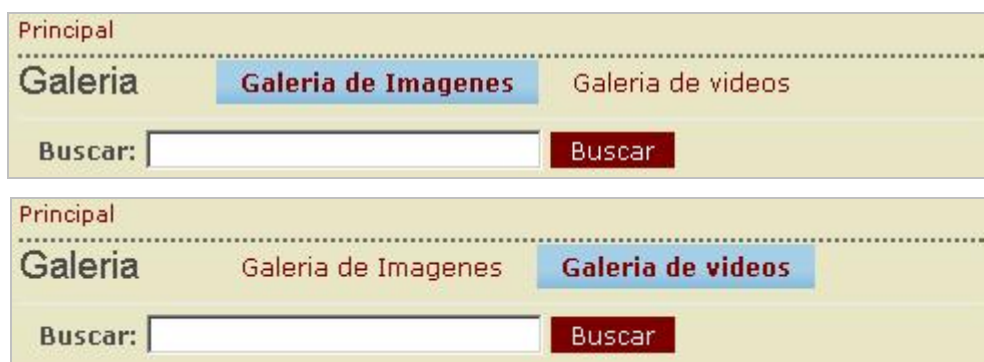 Principal
Galeria Galeria de Imagenes Galeria de videos
Buscar: Buscar
Principal
Galeria Galeria de Imagenes Galeria de videos
Buscar: Buscar